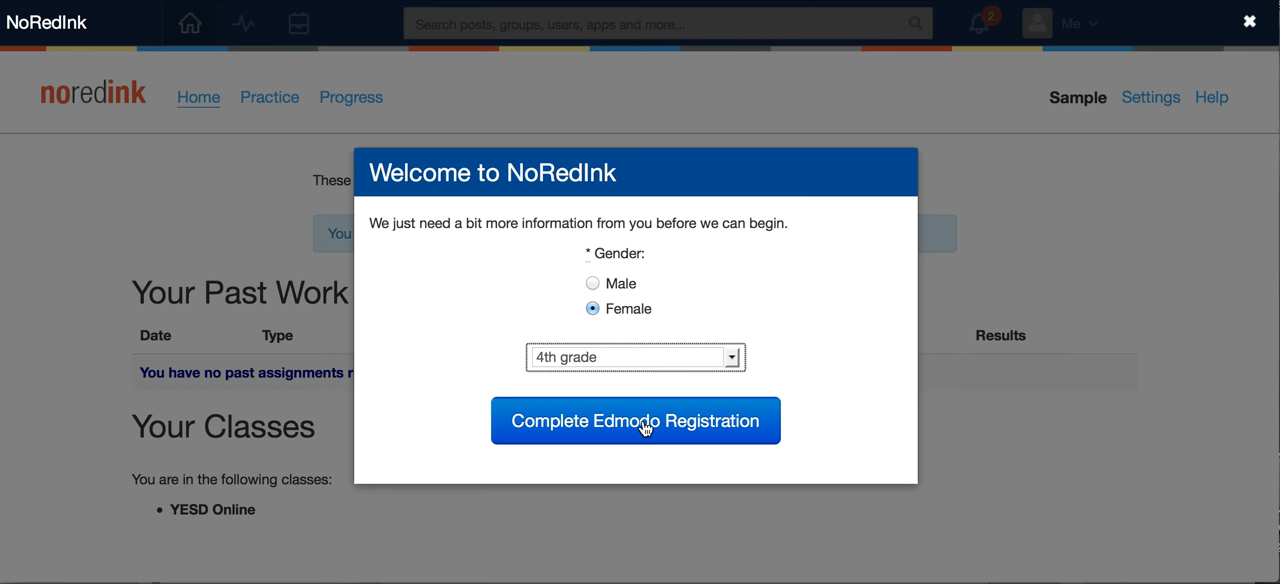 NoRedInk
Search posts, groups, users, apps and more...
2
Me
noredink
Home Practice Progress
Sample Settings Help
These
You
Welcome to NoRedInk
We just need a bit more information from you before we can begin.
* Gender:
Male
Female
4th grade
Complete Edmodo Registration
Your Past Work
Date Type Results
You have no past assignments
Your Classes
You are in the following classes:
• YESD Online